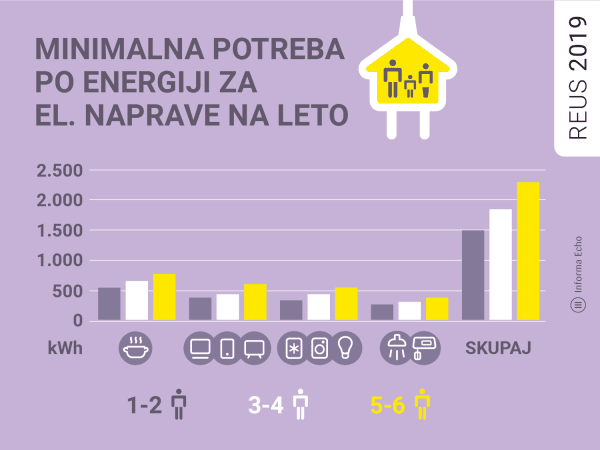 MINIMALNA POTREBA
PO ENERGIJI ZA
EL. NAPRAVE NA LETO
REUS 2019
2.500
2.000
1.500
1.000
500
0
kWh
SKUPAJ
1-2
3-4
5-6
Informa Echo